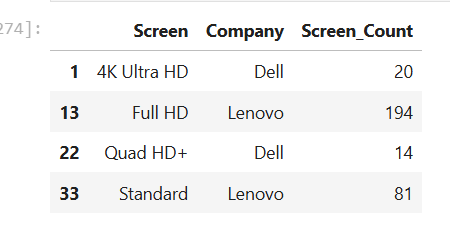 274]:
Screen Company Screen_Count
1 4K Ultra HD Dell 20
13 Full HD Lenovo 194
22 Quad HD+ Dell 14
33 Standard Lenovo 81